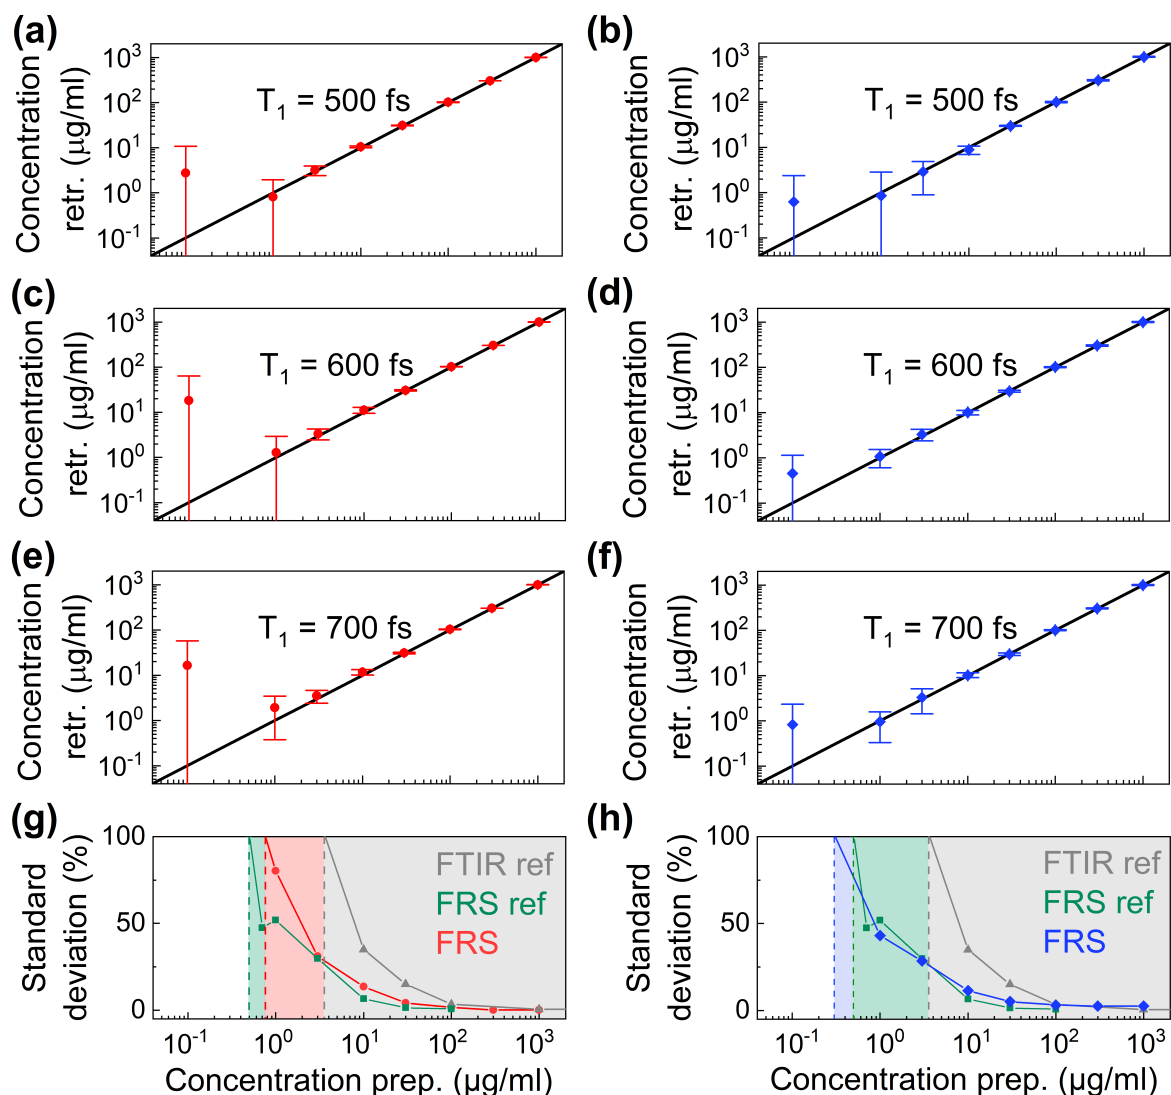 (a)
(b)
Concentration
retr. (μg/ml)
10³
10²
10¹
10⁰
10⁻¹
T₁ = 500 fs
Concentration
retr. (μg/ml)
10³
10²
10¹
10⁰
10⁻¹
T₁ = 500 fs
(c)
(d)
Concentration
retr. (μg/ml)
10³
10²
10¹
10⁰
10⁻¹
T₁ = 600 fs
Concentration
retr. (μg/ml)
10³
10²
10¹
10⁰
10⁻¹
T₁ = 600 fs
(e)
(f)
Concentration
retr. (μg/ml)
10³
10²
10¹
10⁰
10⁻¹
T₁ = 700 fs
Concentration
retr. (μg/ml)
10³
10²
10¹
10⁰
10⁻¹
T₁ = 700 fs
(g)
(h)
Standard
deviation (%)
100
50
0
FTIR ref
FRS ref
FRS
10⁻¹ 10⁰ 10¹ 10² 10³
Concentration prep. (μg/ml)
Standard
deviation (%)
100
50
0
FTIR ref
FRS ref
FRS
10⁻¹ 10⁰ 10¹ 10² 10³
Concentration prep. (μg/ml)